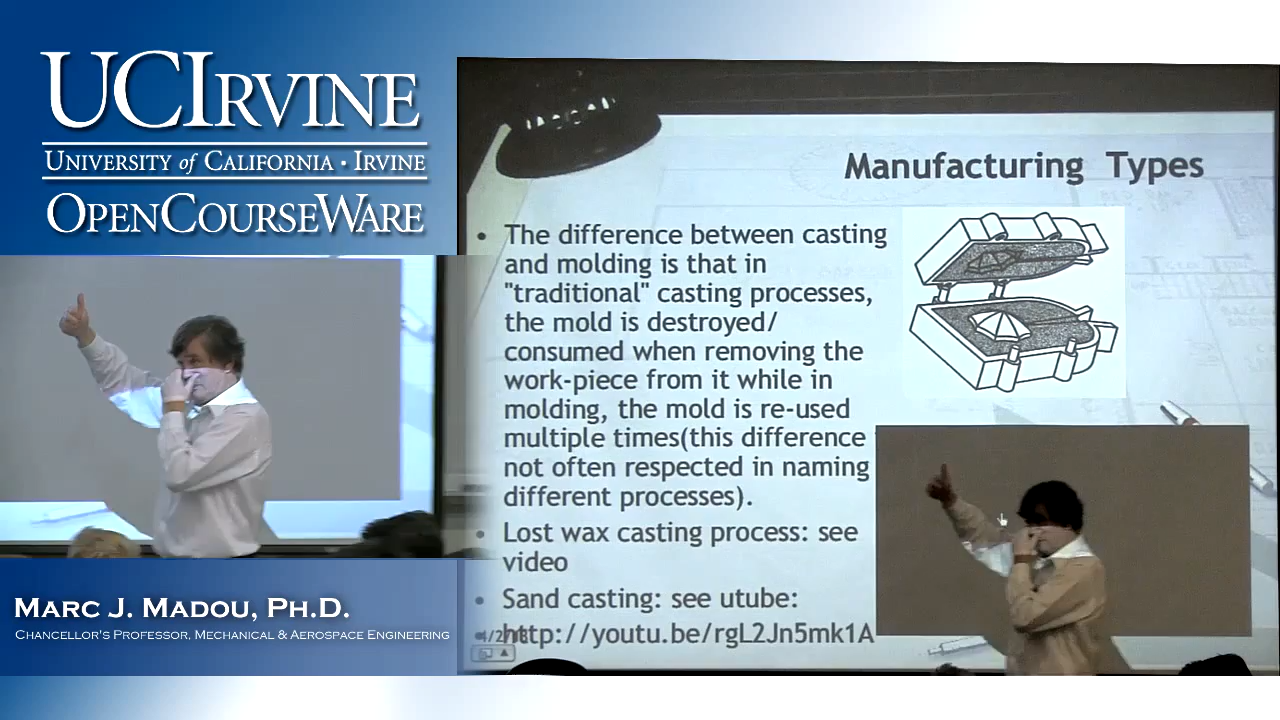 UCIRVINE
UNIVERSITY of CALIFORNIA · IRVINE
OPENCOURSEWARE
MARC J. MADOU, PH.D.
CHANCELLOR'S PROFESSOR, MECHANICAL & AEROSPACE ENGINEERING
Manufacturing Types
• The difference between casting
and molding is that in
"traditional" casting processes,
the mold is destroyed/
consumed when removing the
work-piece from it while in
molding, the mold is re-used
multiple times(this difference
not often respected in naming
different processes).
• Lost wax casting process: see
video
• Sand casting: see utube:
http://youtu.be/rgL2Jn5mk1A